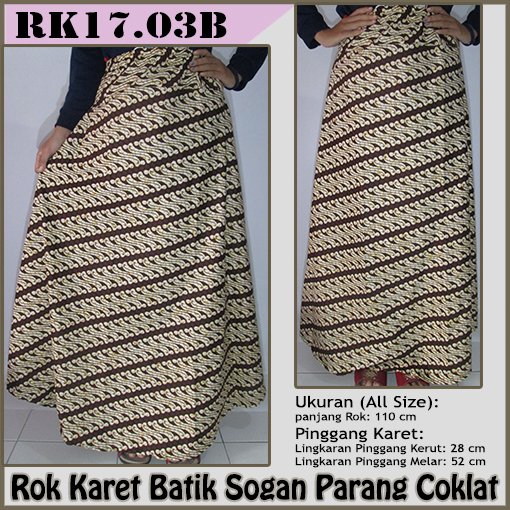 RK17.03B
Ukuran (All Size):
panjang Rok: 110 cm
Pinggang Karet:
Lingkaran Pinggang Kerut: 28 cm
Lingkaran Pinggang Melar: 52 cm
Rok Karet Batik Sogan Parang Coklat